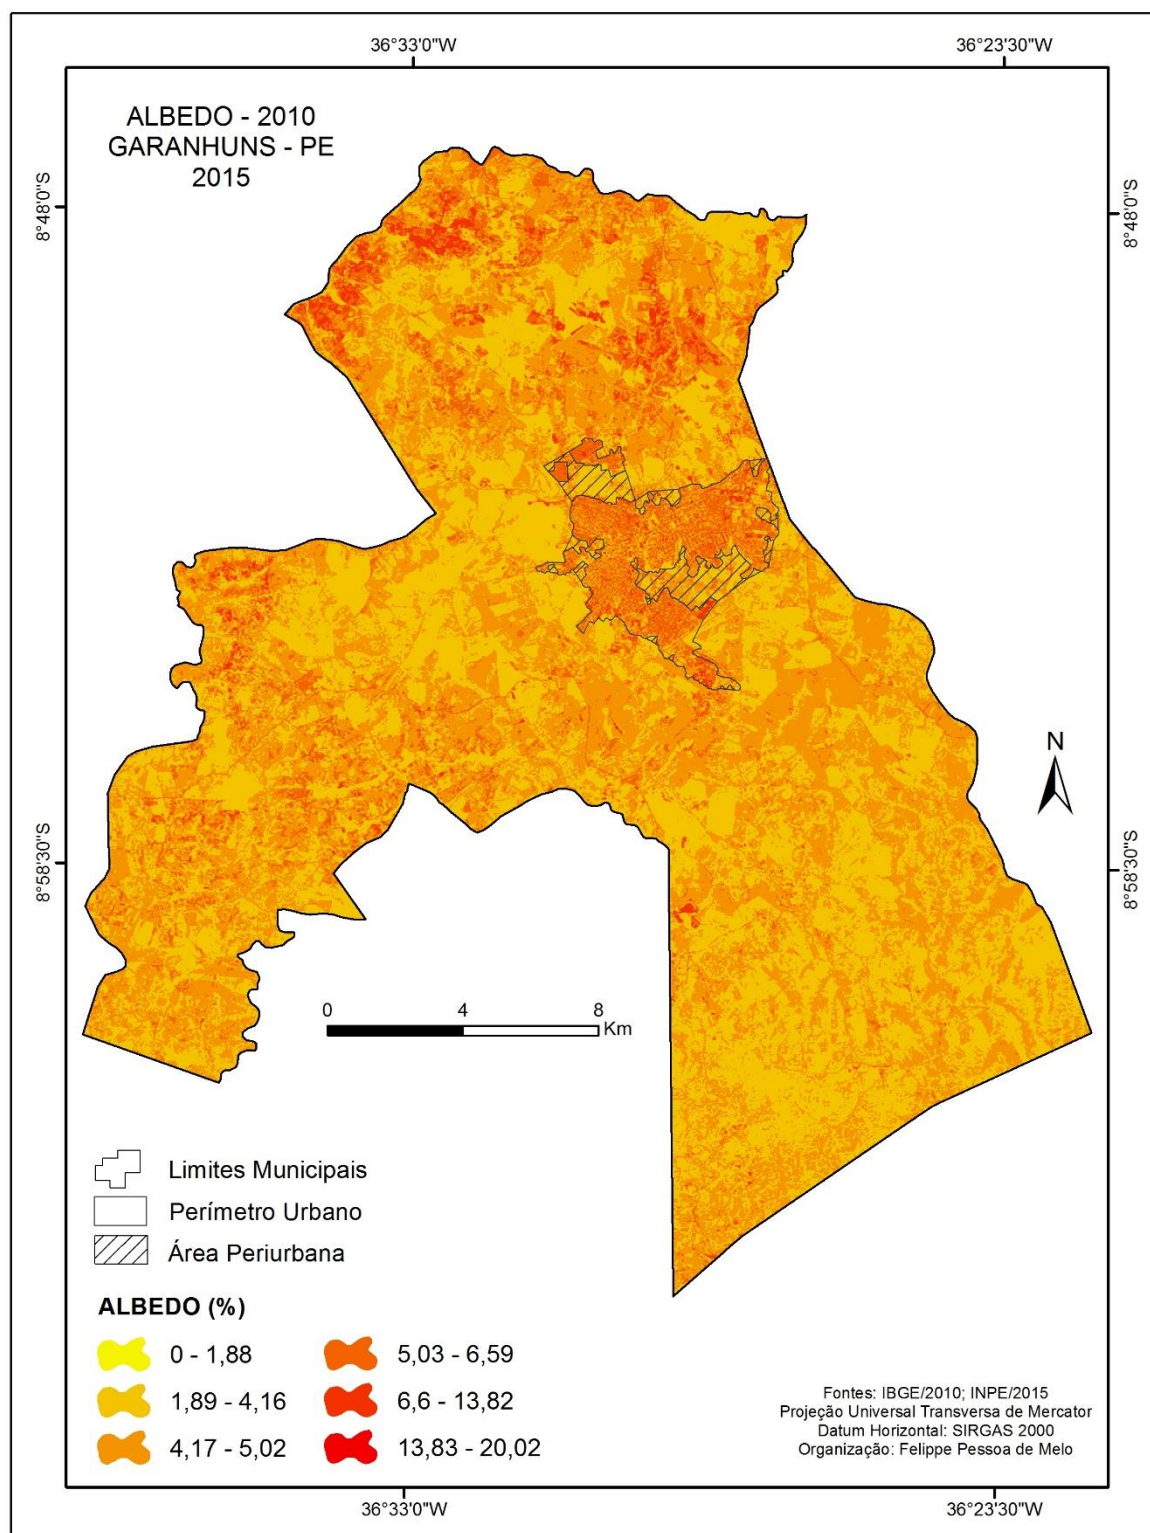 36°33'0"W
36°23'30"W
ALBEDO - 2010
GARANHUNS - PE
2015
8°48'0"S
8°48'0"S
N
8°58'30"S
8°58'30"S
0 4 8
Km
Limites Municipais
Perímetro Urbano
Área Periurbana
ALBEDO (%)
0 - 1,88
1,89 - 4,16
4,17 - 5,02
5,03 - 6,59
6,6 - 13,82
13,83 - 20,02
Fontes: IBGE/2010; INPE/2015
Projeção Universal Transversa de Mercator
Datum Horizontal: SIRGAS 2000
Organização: Felippe Pessoa de Melo
36°33'0"W
36°23'30"W